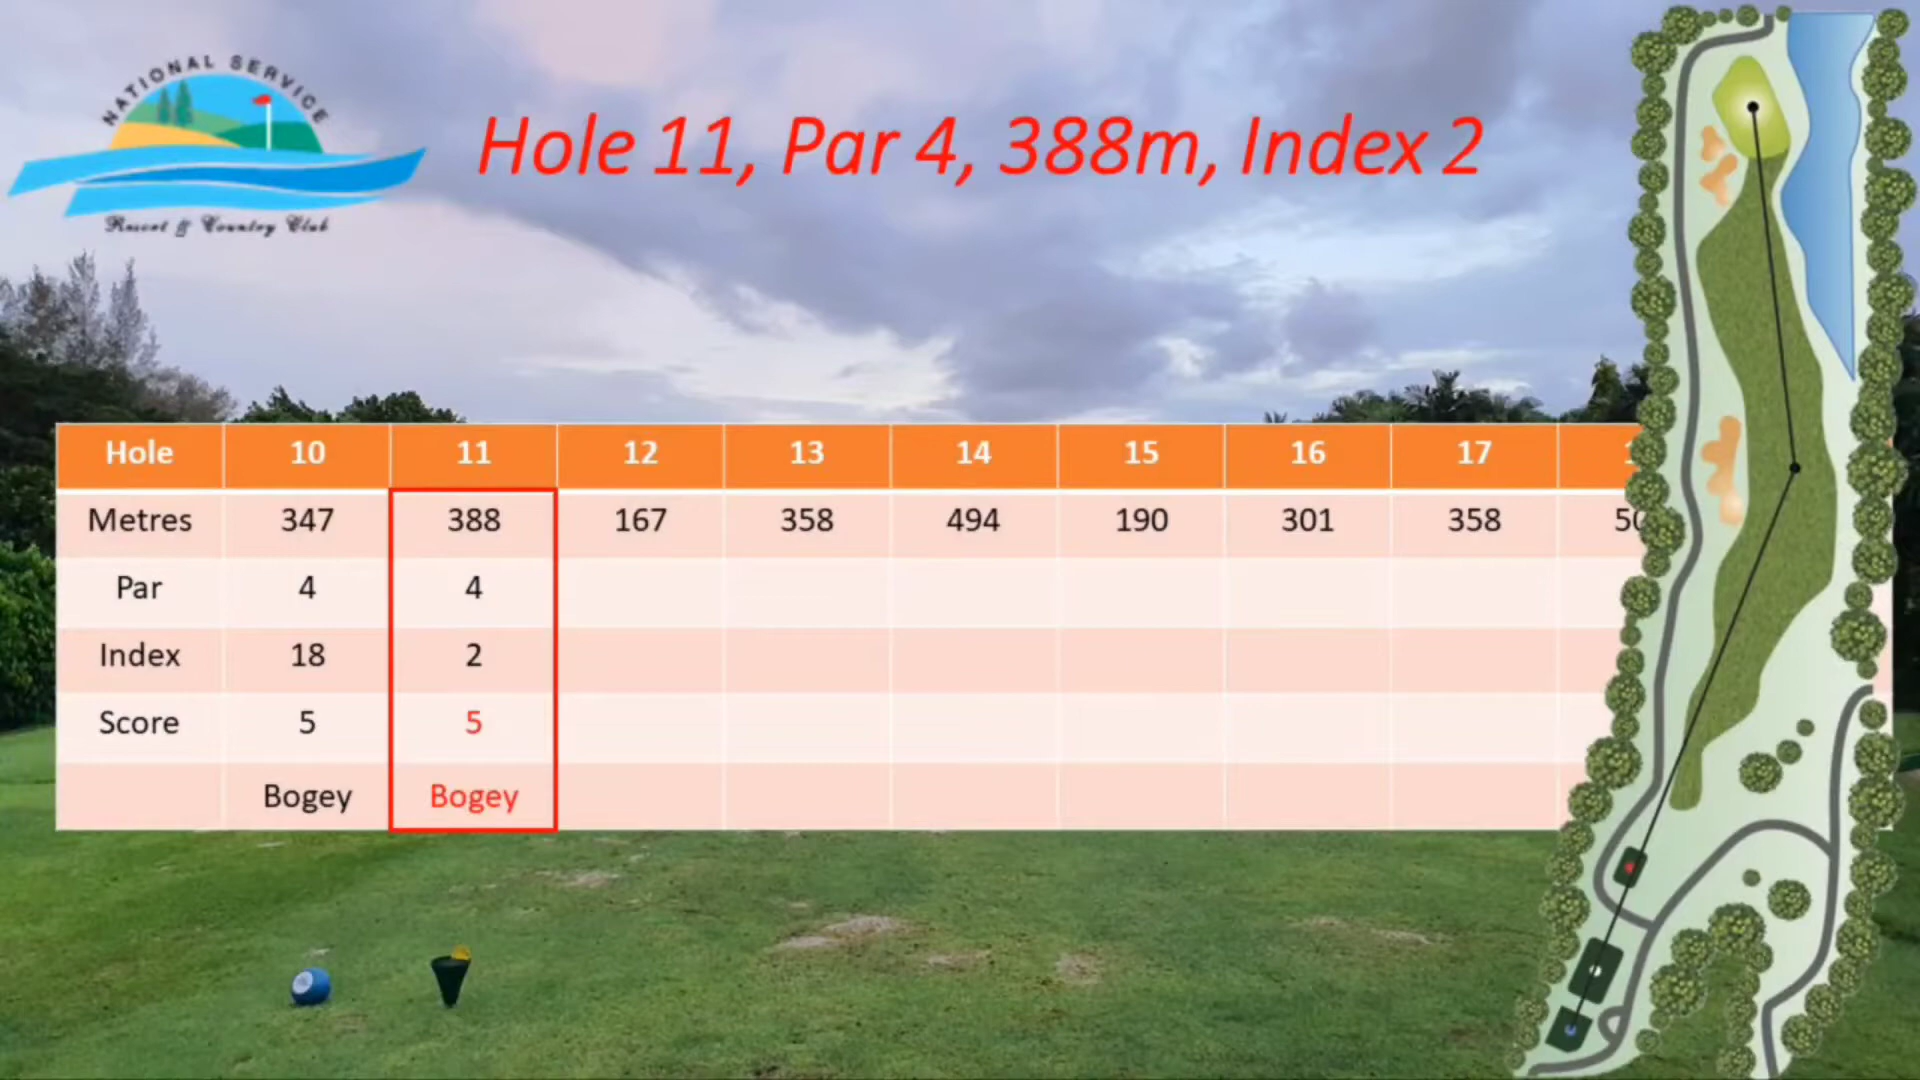 NATIONAL SERVICE
Resort & Country Club
Hole 11, Par 4, 388m, Index 2
Hole 10 11 12 13 14 15 16 17
Metres 347 388 167 358 494 190 301 358
Par 4 4
Index 18 2
Score 5 5
Bogey Bogey